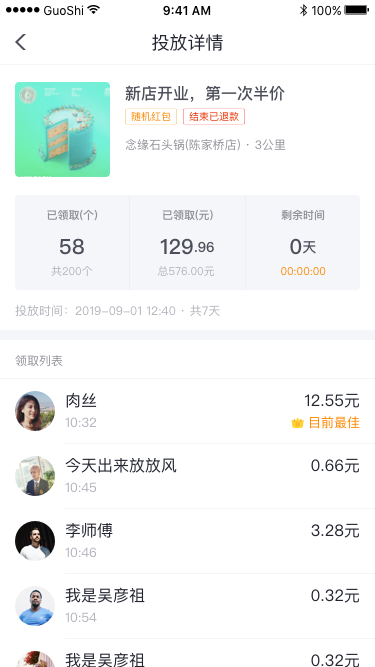 GuoShi
9:41 AM
100%
投放详情
新店开业，第一次半价
随机红包 结束已退款
念缘石头锅(陈家桥店)·3公里
已领取(个) 已领取(元) 剩余时间
58 129.96 0天
共200个 总576.00元 00:00:00
投放时间：2019-09-01 12:40·共7天
领取列表
肉丝 12.55元
10:32 目前最佳
今天出来放放风 0.66元
10:45
李师傅 3.28元
10:46
我是吴彦祖 0.32元
10:54
我是吴彦祖 0.32元